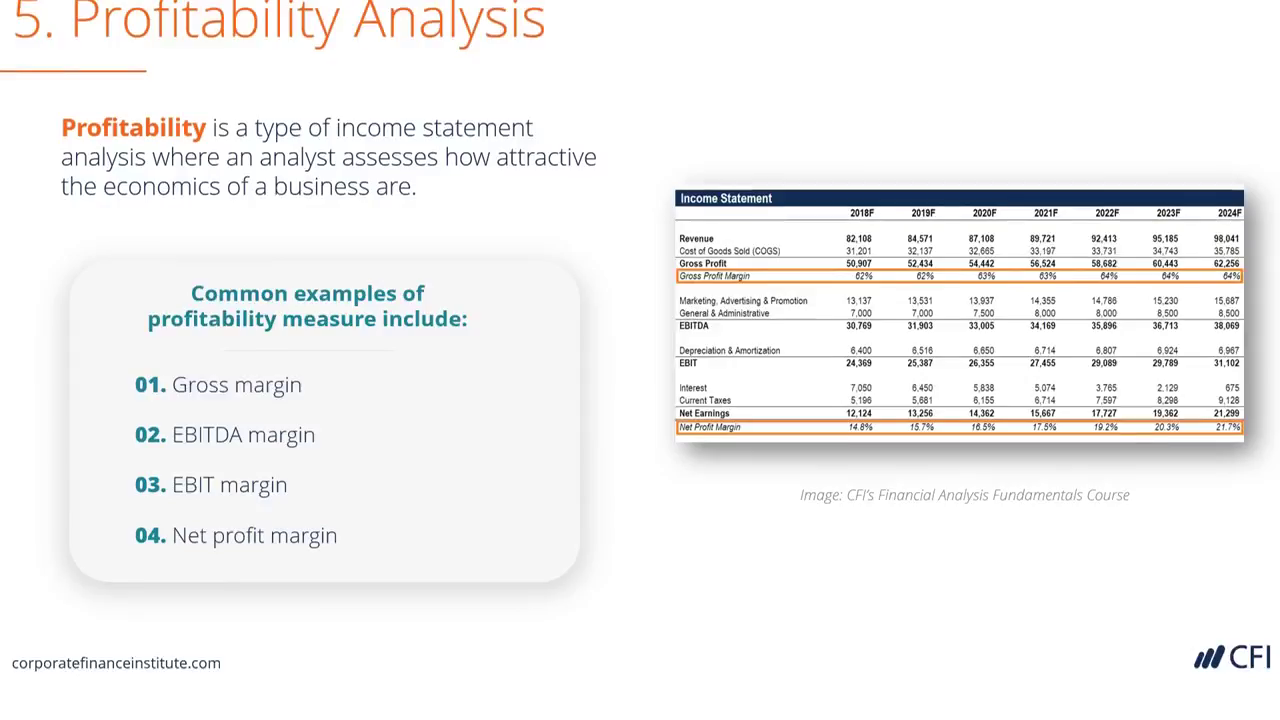 5. Profitability Analysis
Profitability is a type of income statement
analysis where an analyst assesses how attractive
the economics of a business are.
Common examples of
profitability measure include:
01. Gross margin
02. EBITDA margin
03. EBIT margin
04. Net profit margin
Income Statement
2018F 2019F 2020F 2021F 2022F 2023F 2024F
Revenue 82,108 84,571 87,108 89,721 92,413 95,185 98,041
Cost of Goods Sold (COGS) 31,201 32,137 32,665 33,197 33,731 34,743 35,785
Gross Profit 50,907 52,434 54,442 56,524 58,682 60,443 62,256
Gross Profit Margin 62% 62% 63% 63% 64% 64% 64%
Marketing, Advertising & Promotion 13,137 13,531 13,937 14,355 14,786 15,230 15,687
General & Administrative 7,000 7,000 7,500 8,000 8,000 8,500 8,500
EBITDA 30,769 31,903 33,005 34,169 35,896 36,713 38,069
Depreciation & Amortization 6,400 6,516 6,650 6,714 6,807 6,924 6,967
EBIT 24,369 25,387 26,355 27,455 29,089 29,789 31,102
Interest 7,050 6,450 5,838 5,074 3,765 2,129 675
Current Taxes 5,196 5,681 6,155 6,714 7,597 8,298 9,128
Net Earnings 12,124 13,256 14,362 15,667 17,727 19,362 21,299
Net Profit Margin 14.8% 15.7% 16.5% 17.5% 19.2% 20.3% 21.7%
Image: CFI's Financial Analysis Fundamentals Course
corporatefinanceinstitute.com
CFI